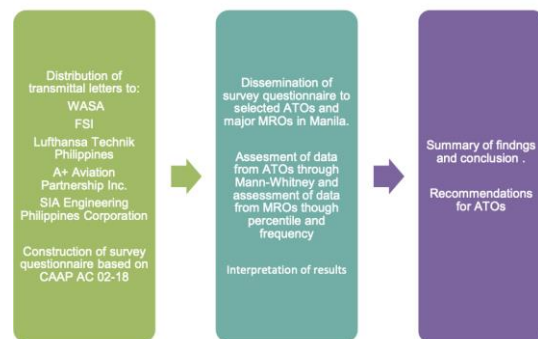 Distribution of
transmittal letters to:
WASA
FSI
Lufthansa Technik
Philippines
A+ Aviation
Partnership Inc.
SIA Engineering
Philippines Corporation
Construction of survey
questionnaire based on
CAAP AC 02-18
Dissemination of
survey questionnaire to
selected ATOs and
major MROs in Manila.
Assesment of data
from ATOs through
Mann-Whitney and
assessment of data
from MROs though
percentile and
frequency
Interpretation of results
Summary of findngs
and conclusion .
Recommendations
for ATOs